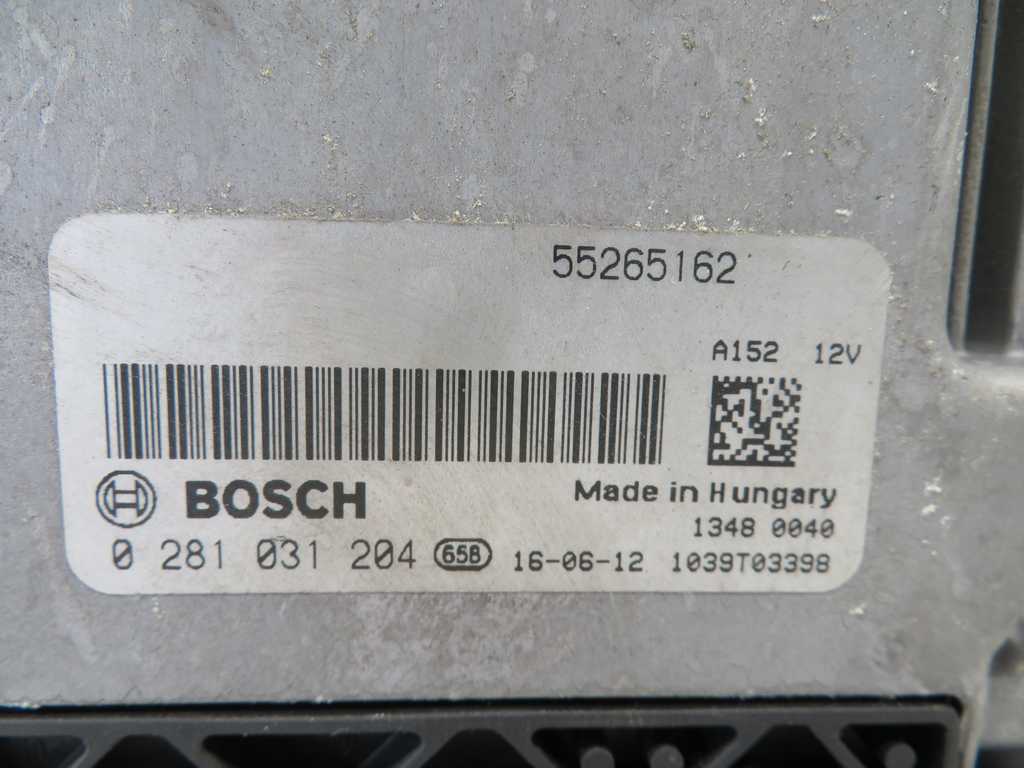 55265162
A152 12V
BOSCH
Made in Hungary
1348 0040
0 281 031 204 65B 16-06-12 1039T03398